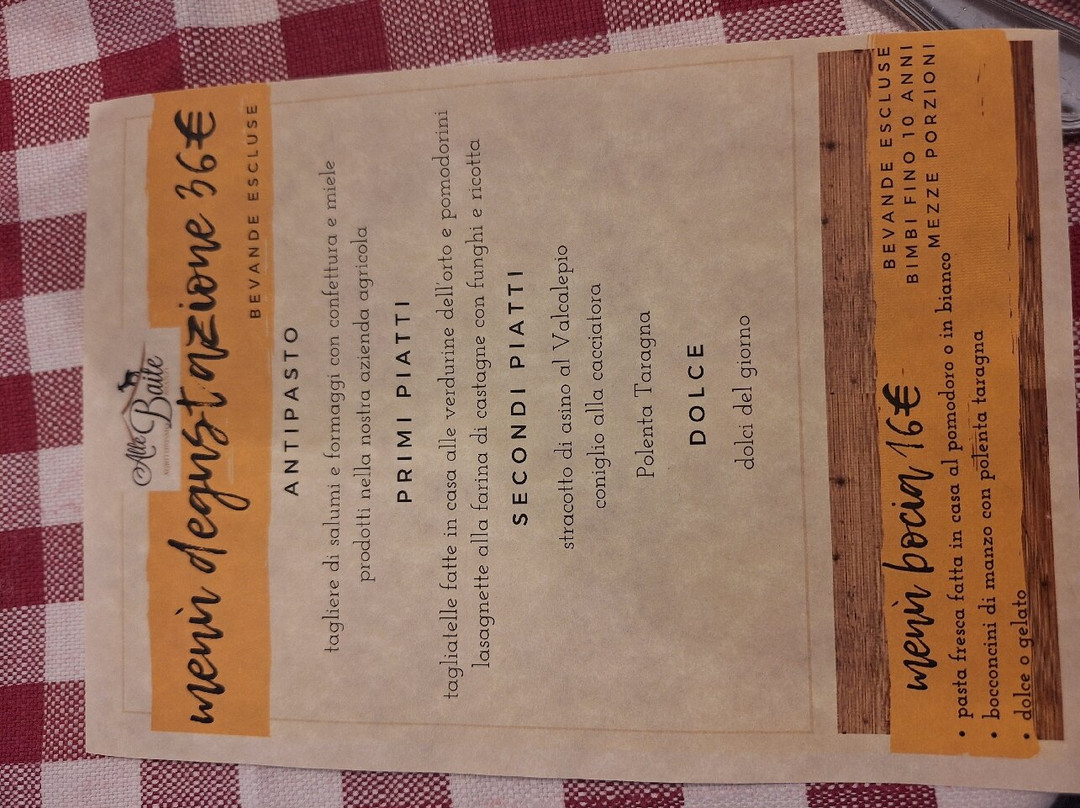 Alle Baite
menù degustazione 36€
BEVANDE ESCLUSE
ANTIPASTO
tagliere di salumi e formaggi con confettura e miele
prodotti nella nostra azienda agricola
PRIMI PIATTI
tagliatelle fatte in casa alle verdurine dell'orto e pomodorini
lasagnette alla farina di castagne con funghi e ricotta
SECONDI PIATTI
stracotto di asino al Valcalepio
coniglio alla cacciatora
Polenta Taragna
DOLCE
dolci del giorno
menù bocia 16€
BEVANDE ESCLUSE
BIMBI FINO 10 ANNI
MEZZE PORZIONI
• pasta fresca fatta in casa al pomodoro o in bianco
• bocconcini di manzo con polenta taragna
• dolce o gelato